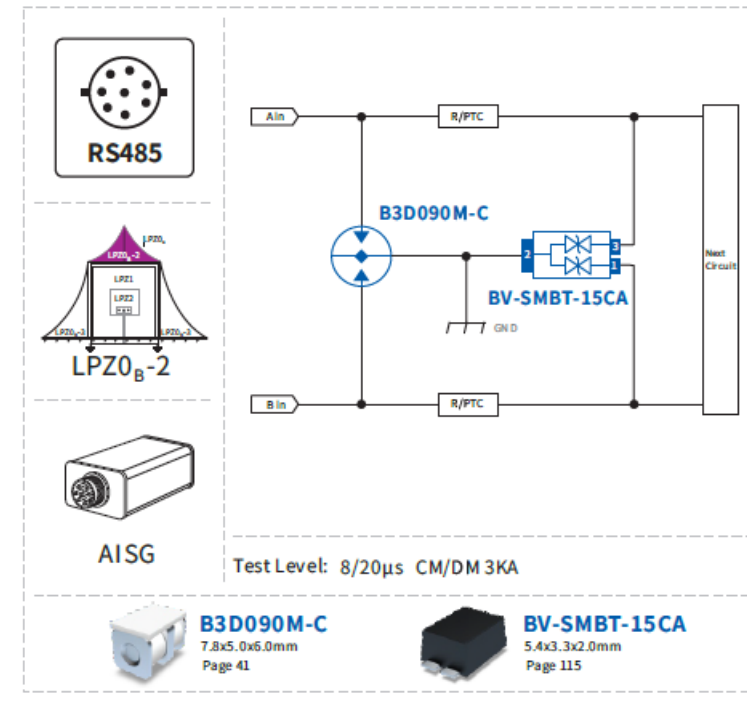 RS485
LPZ0A
LPZ0B-2
LPZ1
LPZ2
LPZ0B-3
LPZ0B-3
LPZ0B-2
AISG
A In
R/PTC
B3D090M-C
2
3
1
Next
Circuit
BV-SMBT-15CA
GND
B In
R/PTC
Test Level: 8/20μs CM/DM 3KA
B3D090M-C
7.8x5.0x6.0mm
Page 41
BV-SMBT-15CA
5.4x3.3x2.0mm
Page 115